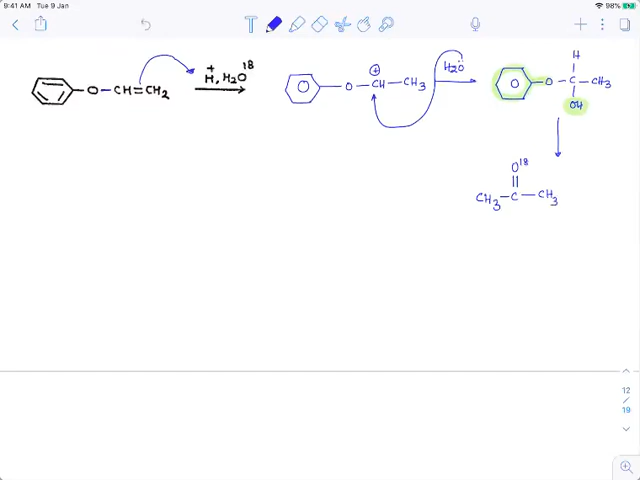 9:41 AM Tue 9 Jan
98%
O—CH=CH2
H+, H2O18
O—CH—CH3
+
H2Ö
H
O—C—CH3
OH
O18
CH3—C—CH3
12
/
19